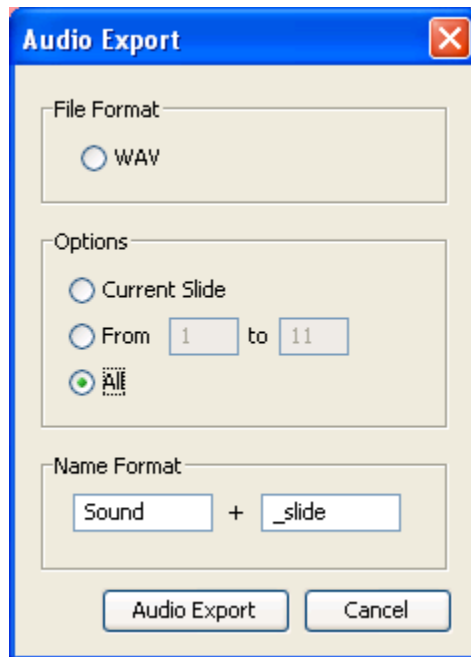 Audio Export
File Format
WAV
Options
Current Slide
From 1 to 11
All
Name Format
Sound + _slide
Audio Export Cancel